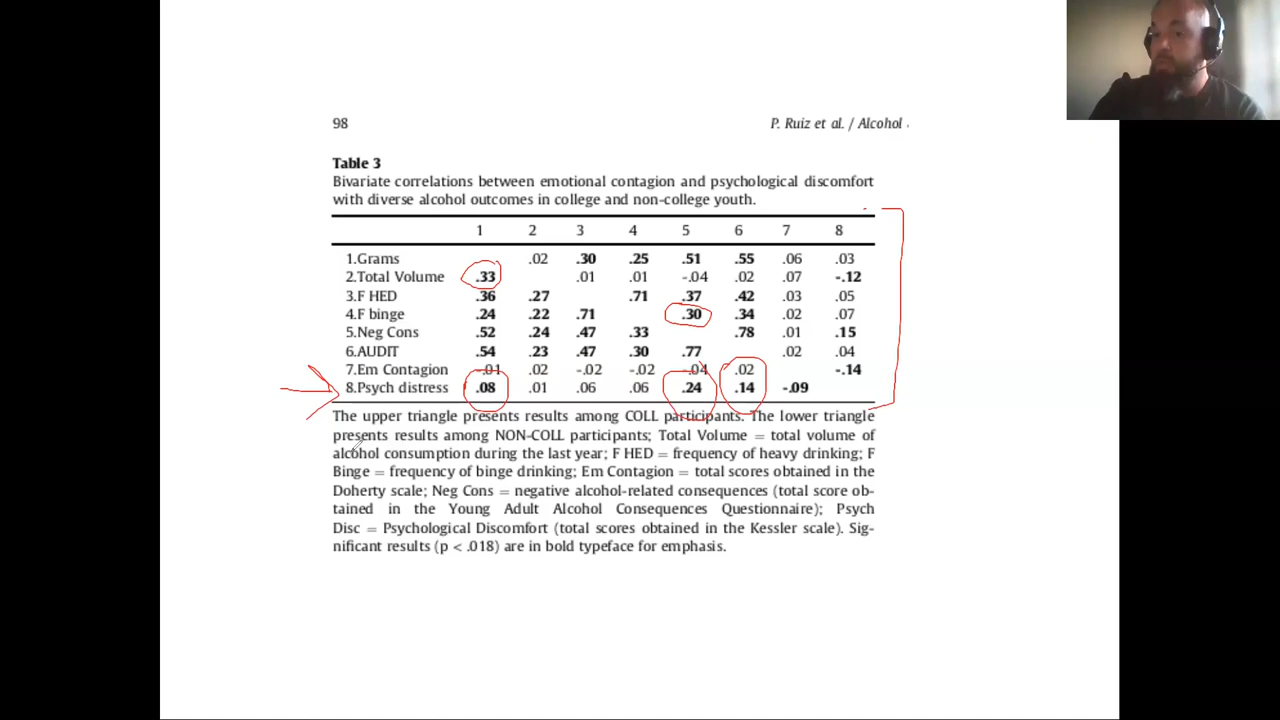 98 P. Ruiz et al. / Alcohol
Table 3
Bivariate correlations between emotional contagion and psychological discomfort
with diverse alcohol outcomes in college and non-college youth.
1 2 3 4 5 6 7 8
1.Grams .02 .30 .25 .51 .55 .06 .03
2.Total Volume .33 .01 .01 -.04 .02 .07 -.12
3.F HED .36 .27 .71 .37 .42 .03 .05
4.F binge .24 .22 .71 .30 .34 .02 .07
5.Neg Cons .52 .24 .47 .33 .78 .01 .15
6.AUDIT .54 .23 .47 .30 .77 .02 .04
7.Em Contagion -.01 .02 -.02 -.02 -.04 .02 -.14
8.Psych distress .08 .01 .06 .06 .24 .14 -.09
The upper triangle presents results among COLL participants. The lower triangle
presents results among NON-COLL participants; Total Volume = total volume of
alcohol consumption during the last year; F HED = frequency of heavy drinking; F
Binge = frequency of binge drinking; Em Contagion = total scores obtained in the
Doherty scale; Neg Cons = negative alcohol-related consequences (total score ob-
tained in the Young Adult Alcohol Consequences Questionnaire); Psych
Disc = Psychological Discomfort (total scores obtained in the Kessler scale). Sig-
nificant results (p < .018) are in bold typeface for emphasis.